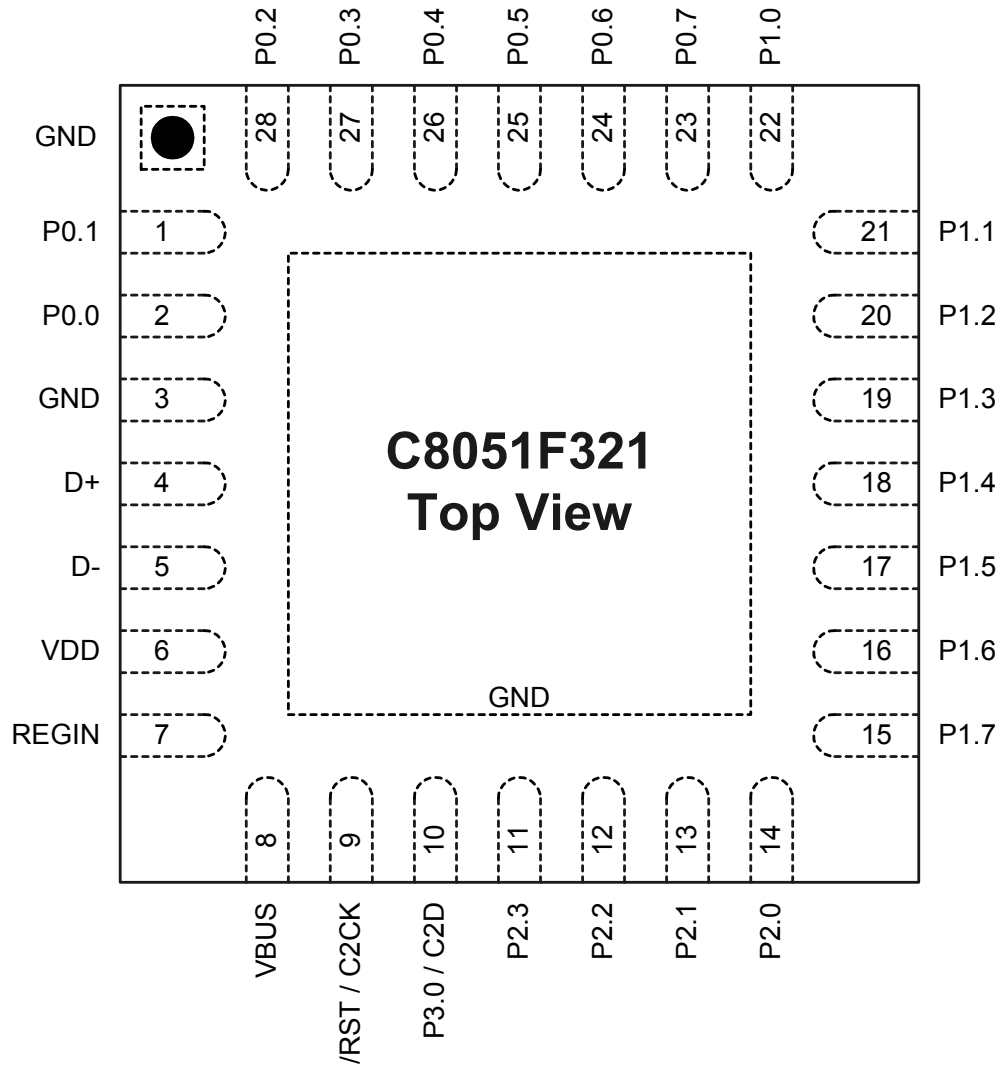 P0.2 P0.3 P0.4 P0.5 P0.6 P0.7 P1.0
28 27 26 25 24 23 22
GND
P0.1 1 21 P1.1
P0.0 2 20 P1.2
GND 3 19 P1.3
D+ 4 18 P1.4
D- 5 17 P1.5
VDD 6 16 P1.6
REGIN 7 15 P1.7
C8051F321
Top View
GND
8 9 10 11 12 13 14
VBUS /RST / C2CK P3.0 / C2D P2.3 P2.2 P2.1 P2.0